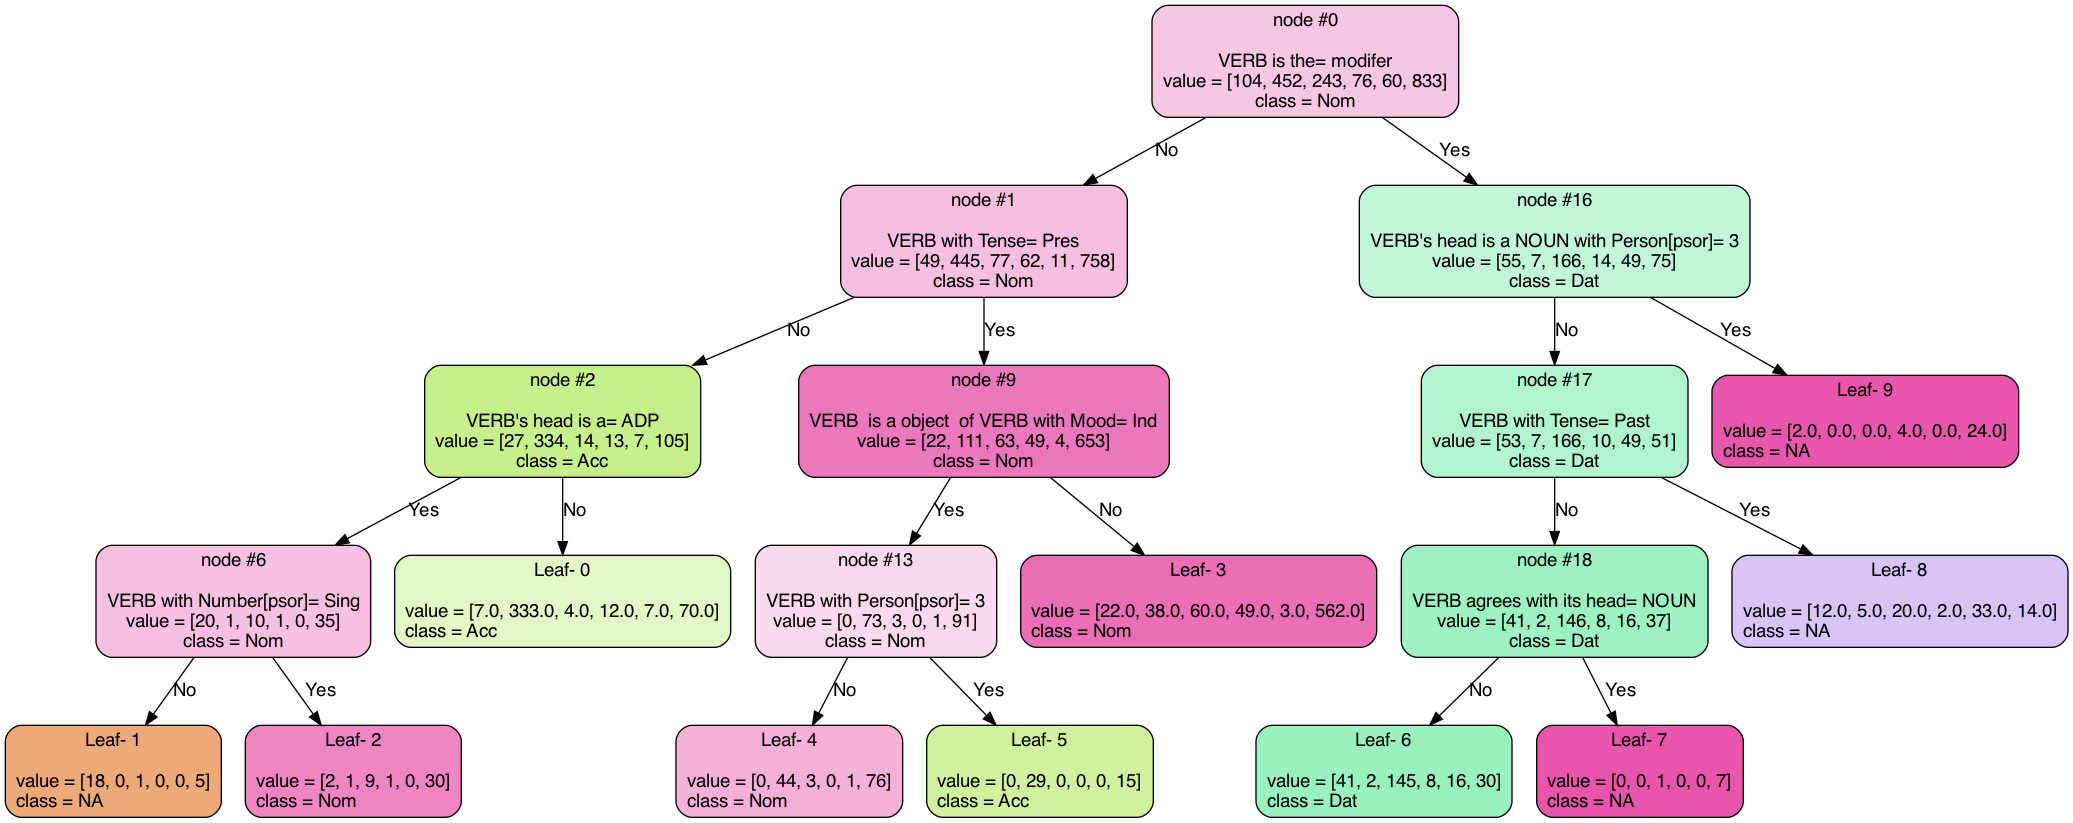 node #0
VERB is the= modifer
value = [104, 452, 243, 76, 60, 833]
class = Nom
No
Yes
node #1
VERB with Tense= Pres
value = [49, 445, 77, 62, 11, 758]
class = Nom
node #16
VERB's head is a NOUN with Person[psor]= 3
value = [55, 7, 166, 14, 49, 75]
class = Dat
No
Yes
No
Yes
node #2
VERB's head is a= ADP
value = [27, 334, 14, 13, 7, 105]
class = Acc
node #9
VERB  is a object  of VERB with Mood= Ind
value = [22, 111, 63, 49, 4, 653]
class = Nom
node #17
VERB with Tense= Past
value = [53, 7, 166, 10, 49, 51]
class = Dat
Leaf- 9
value = [2.0, 0.0, 0.0, 4.0, 0.0, 24.0]
class = NA
Yes
No
Yes
No
No
Yes
node #6
VERB with Number[psor]= Sing
value = [20, 1, 10, 1, 0, 35]
class = Nom
Leaf- 0
value = [7.0, 333.0, 4.0, 12.0, 7.0, 70.0]
class = Acc
node #13
VERB with Person[psor]= 3
value = [0, 73, 3, 0, 1, 91]
class = Nom
Leaf- 3
value = [22.0, 38.0, 60.0, 49.0, 3.0, 562.0]
class = Nom
node #18
VERB agrees with its head= NOUN
value = [41, 2, 146, 8, 16, 37]
class = Dat
Leaf- 8
value = [12.0, 5.0, 20.0, 2.0, 33.0, 14.0]
class = NA
No
Yes
No
Yes
No
Yes
Leaf- 1
value = [18, 0, 1, 0, 0, 5]
class = NA
Leaf- 2
value = [2, 1, 9, 1, 0, 30]
class = Nom
Leaf- 4
value = [0, 44, 3, 0, 1, 76]
class = Nom
Leaf- 5
value = [0, 29, 0, 0, 0, 15]
class = Acc
Leaf- 6
value = [41, 2, 145, 8, 16, 30]
class = Dat
Leaf- 7
value = [0, 0, 1, 0, 0, 7]
class = NA